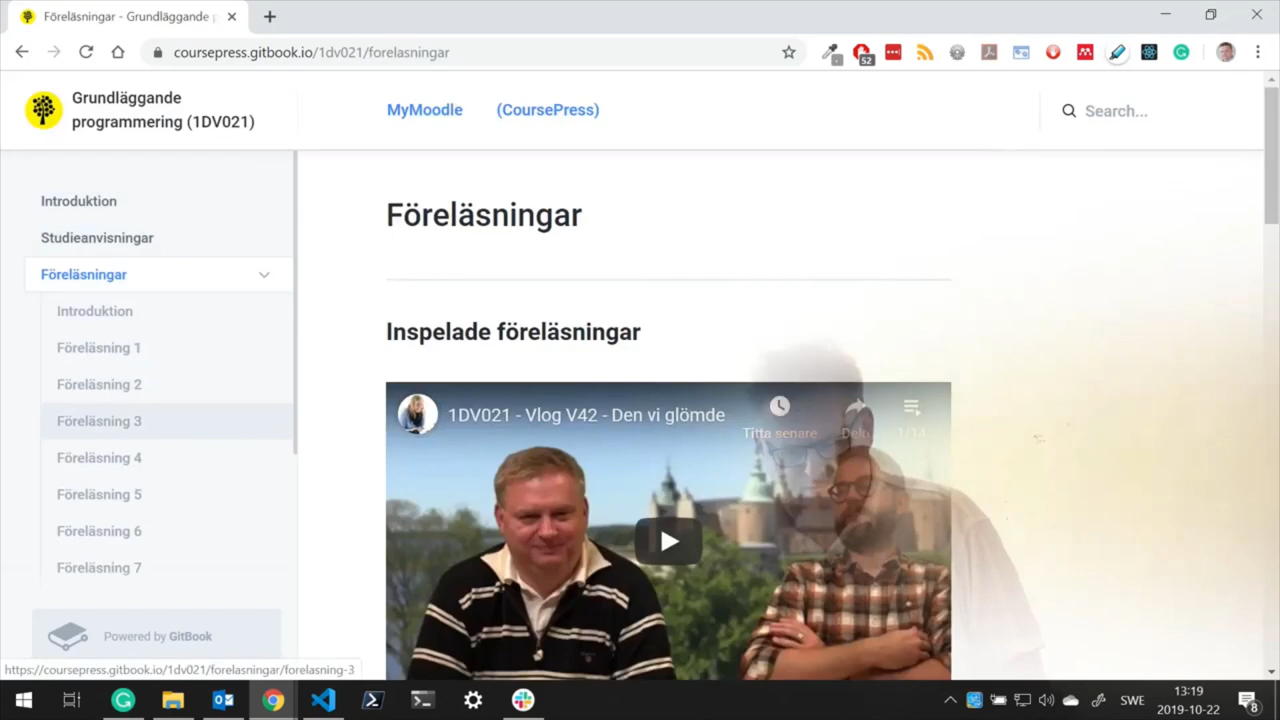 Föreläsningar - Grundläggande p
coursepress.gitbook.io/1dv021/forelasningar
52
Grundläggande
programmering (1DV021)
MyMoodle
(CoursePress)
Search...
Introduktion
Studieanvisningar
Föreläsningar
Introduktion
Föreläsning 1
Föreläsning 2
Föreläsning 3
Föreläsning 4
Föreläsning 5
Föreläsning 6
Föreläsning 7
Powered by GitBook
Föreläsningar
Inspelade föreläsningar
1DV021 - Vlog V42 - Den vi glömde
Titta senare
Dela
1/14
https://coursepress.gitbook.io/1dv021/forelasningar/forelasning-3
SWE
13:19
2019-10-22
8